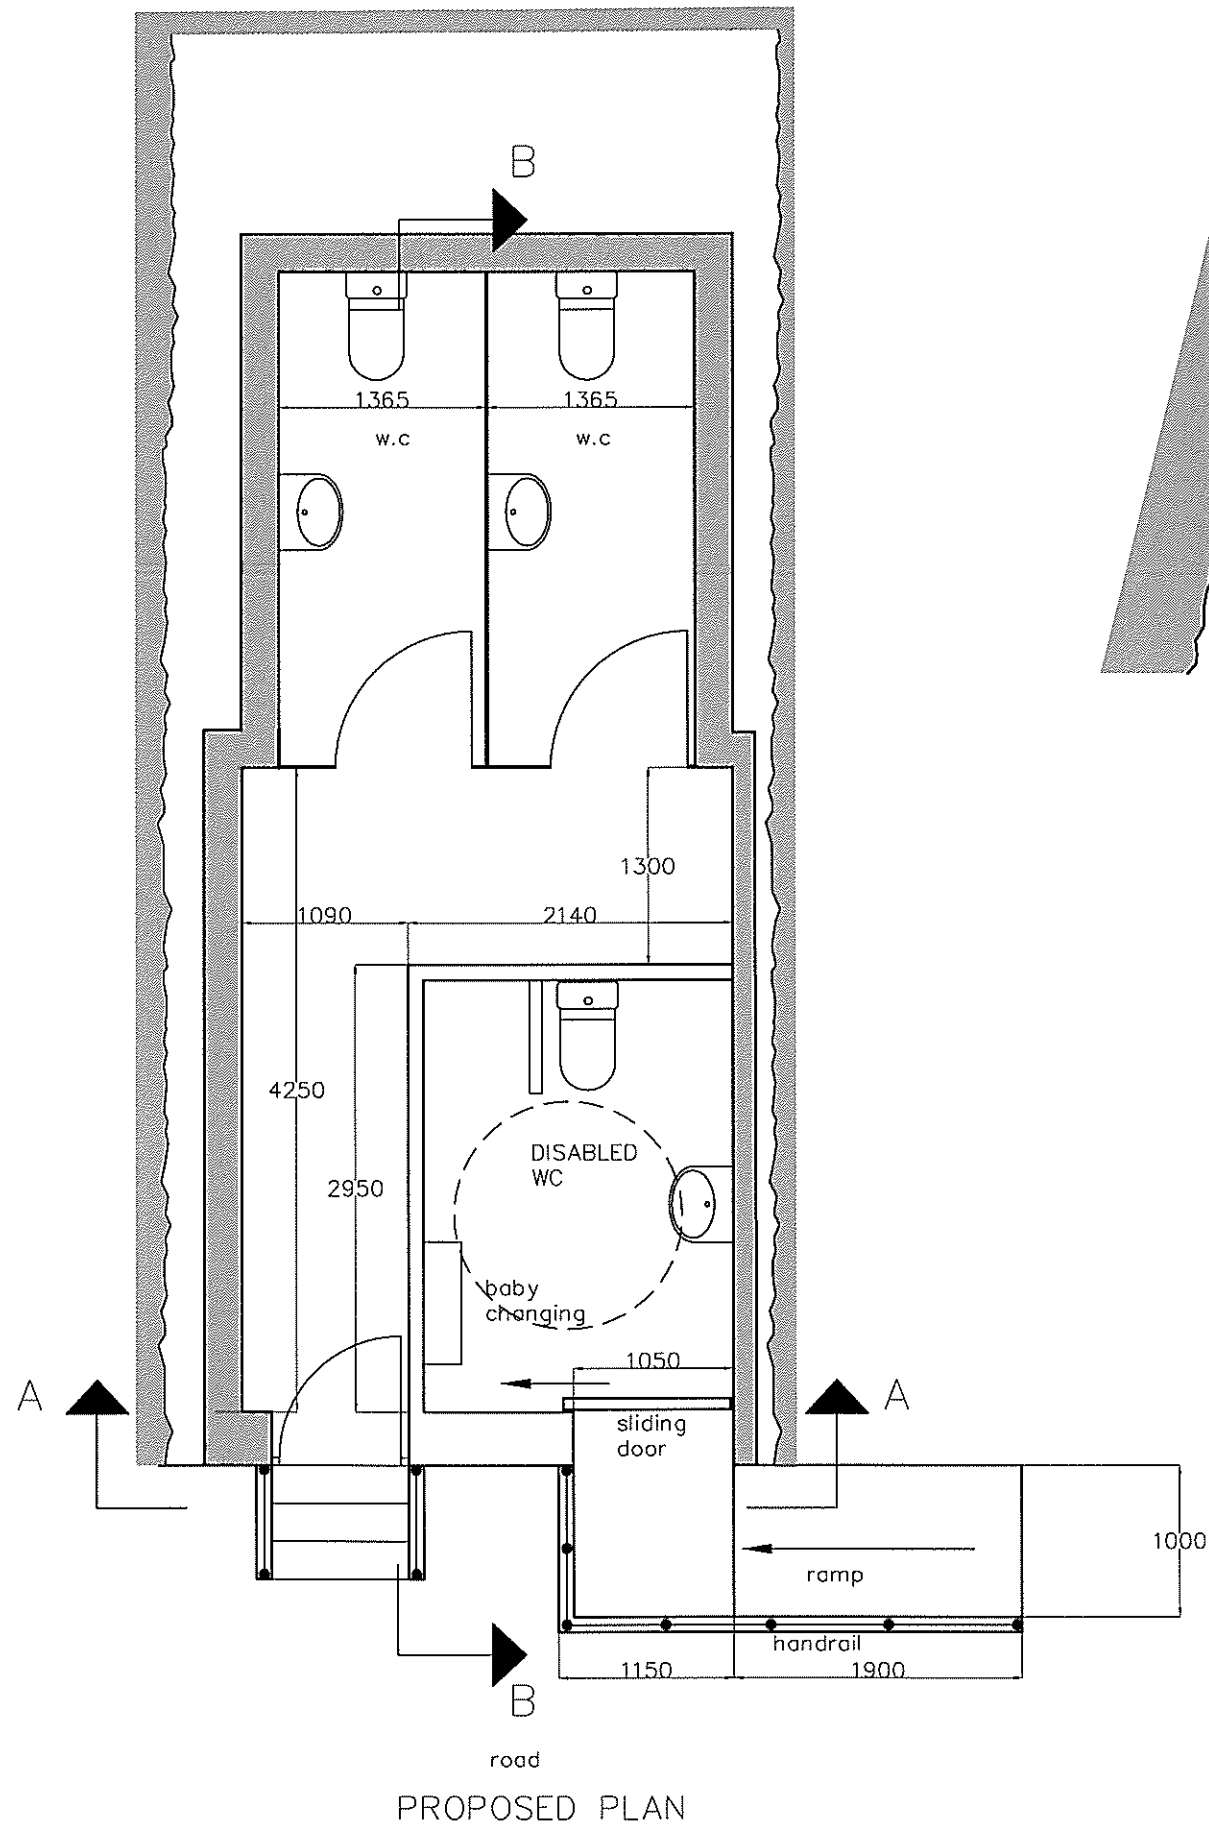 B
1365
1365
w.c
w.c
1300
1090
2140
4250
DISABLED
WC
2950
baby
changing
1050
A
A
sliding
door
1000
ramp
handrail
1150
1900
B
road
PROPOSED PLAN